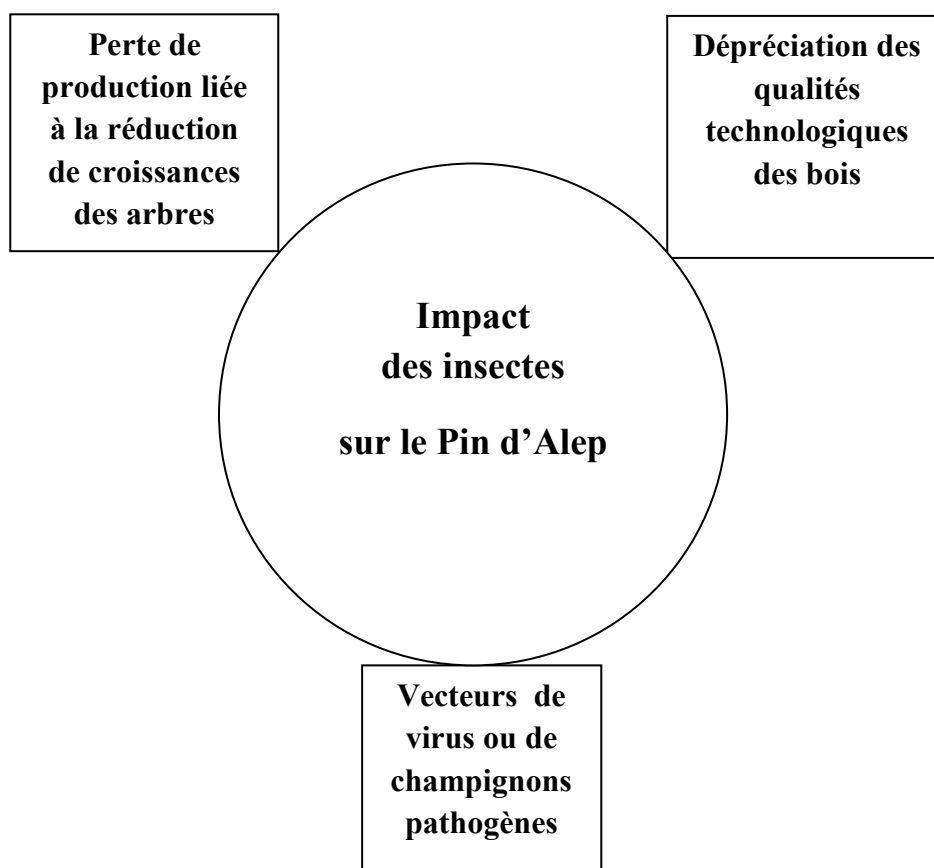 Perte de
production liée
à la réduction
de croissances
des arbres
Dépréciation des
qualités
technologiques
des bois
Impact
des insectes
sur le Pin d’Alep
Vecteurs de
virus ou de
champignons
pathogènes